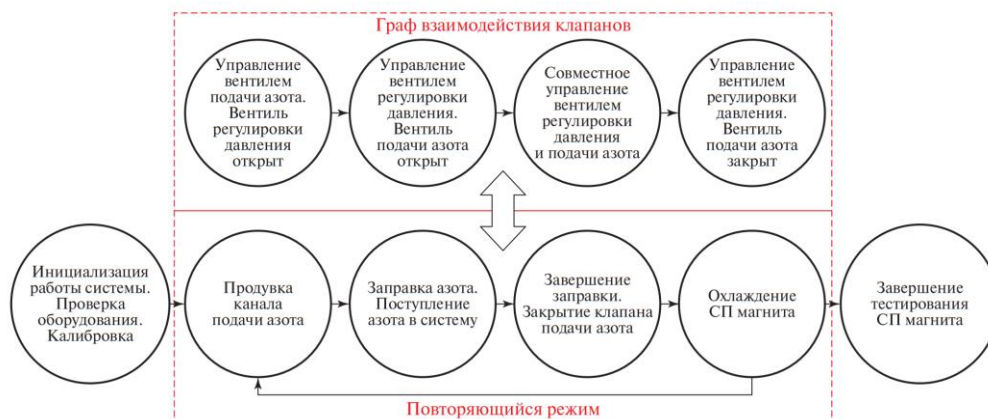 Граф взаимодействия клапанов
Управление
вентилем
подачи азота.
Вентиль
регулировки
давления
открыт
Управление
вентилем
регулировки
давления.
Вентиль
подачи азота
открыт
Совместное
управление
вентилем
регулировки
давления
и подачи азота
Управление
вентилем
регулировки
давления.
Вентиль
подачи азота
закрыт
Инициализация
работы системы.
Проверка
оборудования.
Калибровка
Продувка
канала
подачи азота
Заправка азота.
Поступление
азота в систему
Завершение
заправки.
Закрытие клапана
подачи азота
Охлаждение
СП магнита
Завершение
тестирования
СП магнита
Повторяющийся режим